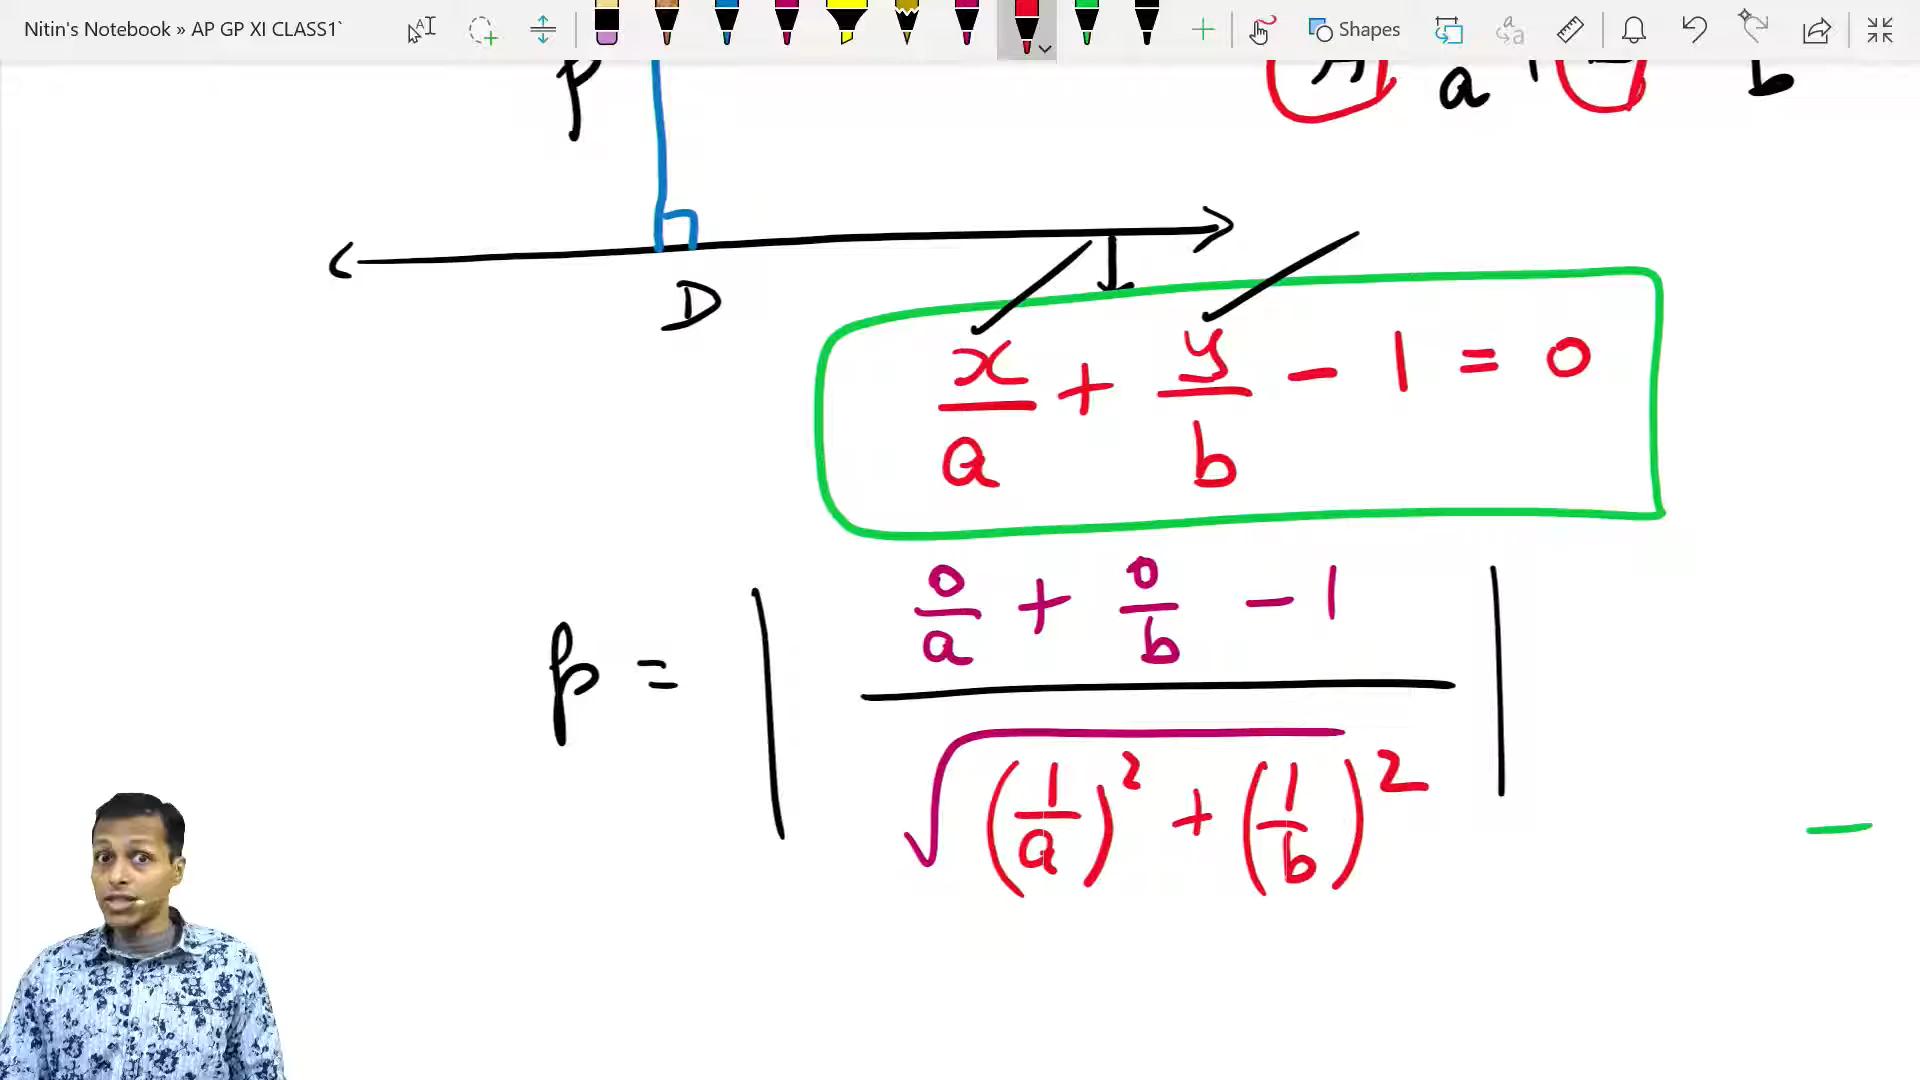 Nitin's Notebook » AP GP XI CLASS1`
Shapes
p
a b
D
x/a + y/b - 1 = 0
p = | (0/a + 0/b - 1) / √((1/a)² + (1/b)²) |